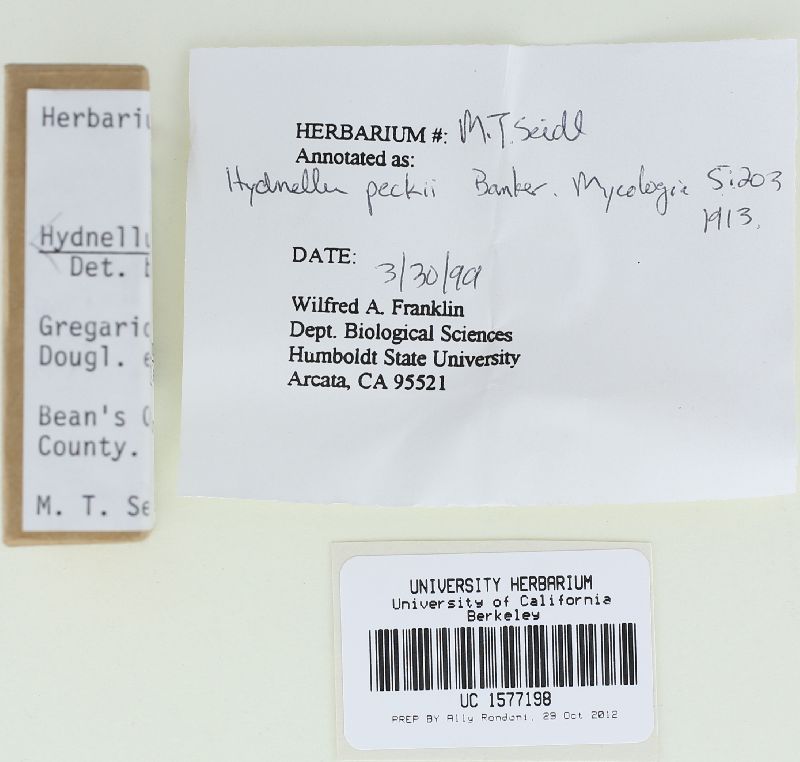 Herbariu
Hydnellu
Det. b
Gregario
Dougl. e
Bean's C
County.
M. T. Se
HERBARIUM #: M.T. Seidl
Annotated as:
Hydnellum peckii Banker. Mycologia 5:203
1913.
DATE: 3/30/99
Wilfred A. Franklin
Dept. Biological Sciences
Humboldt State University
Arcata, CA 95521
UNIVERSITY HERBARIUM
University of California
Berkeley
UC 1577198
PREP BY Ally Rondoni, 29 Oct 2012